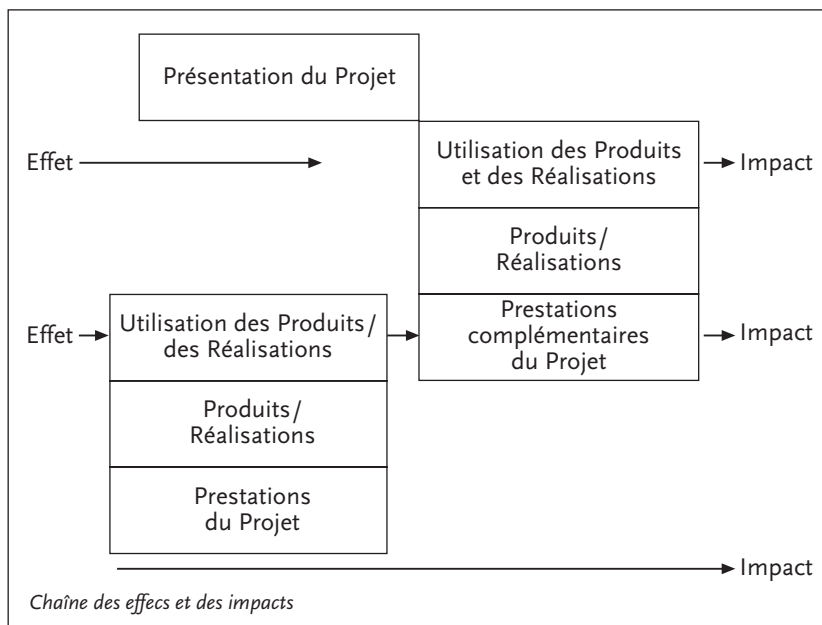 Présentation du Projet
Effet
Utilisation des Produits
et des Réalisations
Impact
Produits/
Réalisations
Effet
Utilisation des Produits/
des Réalisations
Prestations
complémentaires
du Projet
Impact
Produits/
Réalisations
Prestations
du Projet
Impact
Chaîne des effecs et des impacts